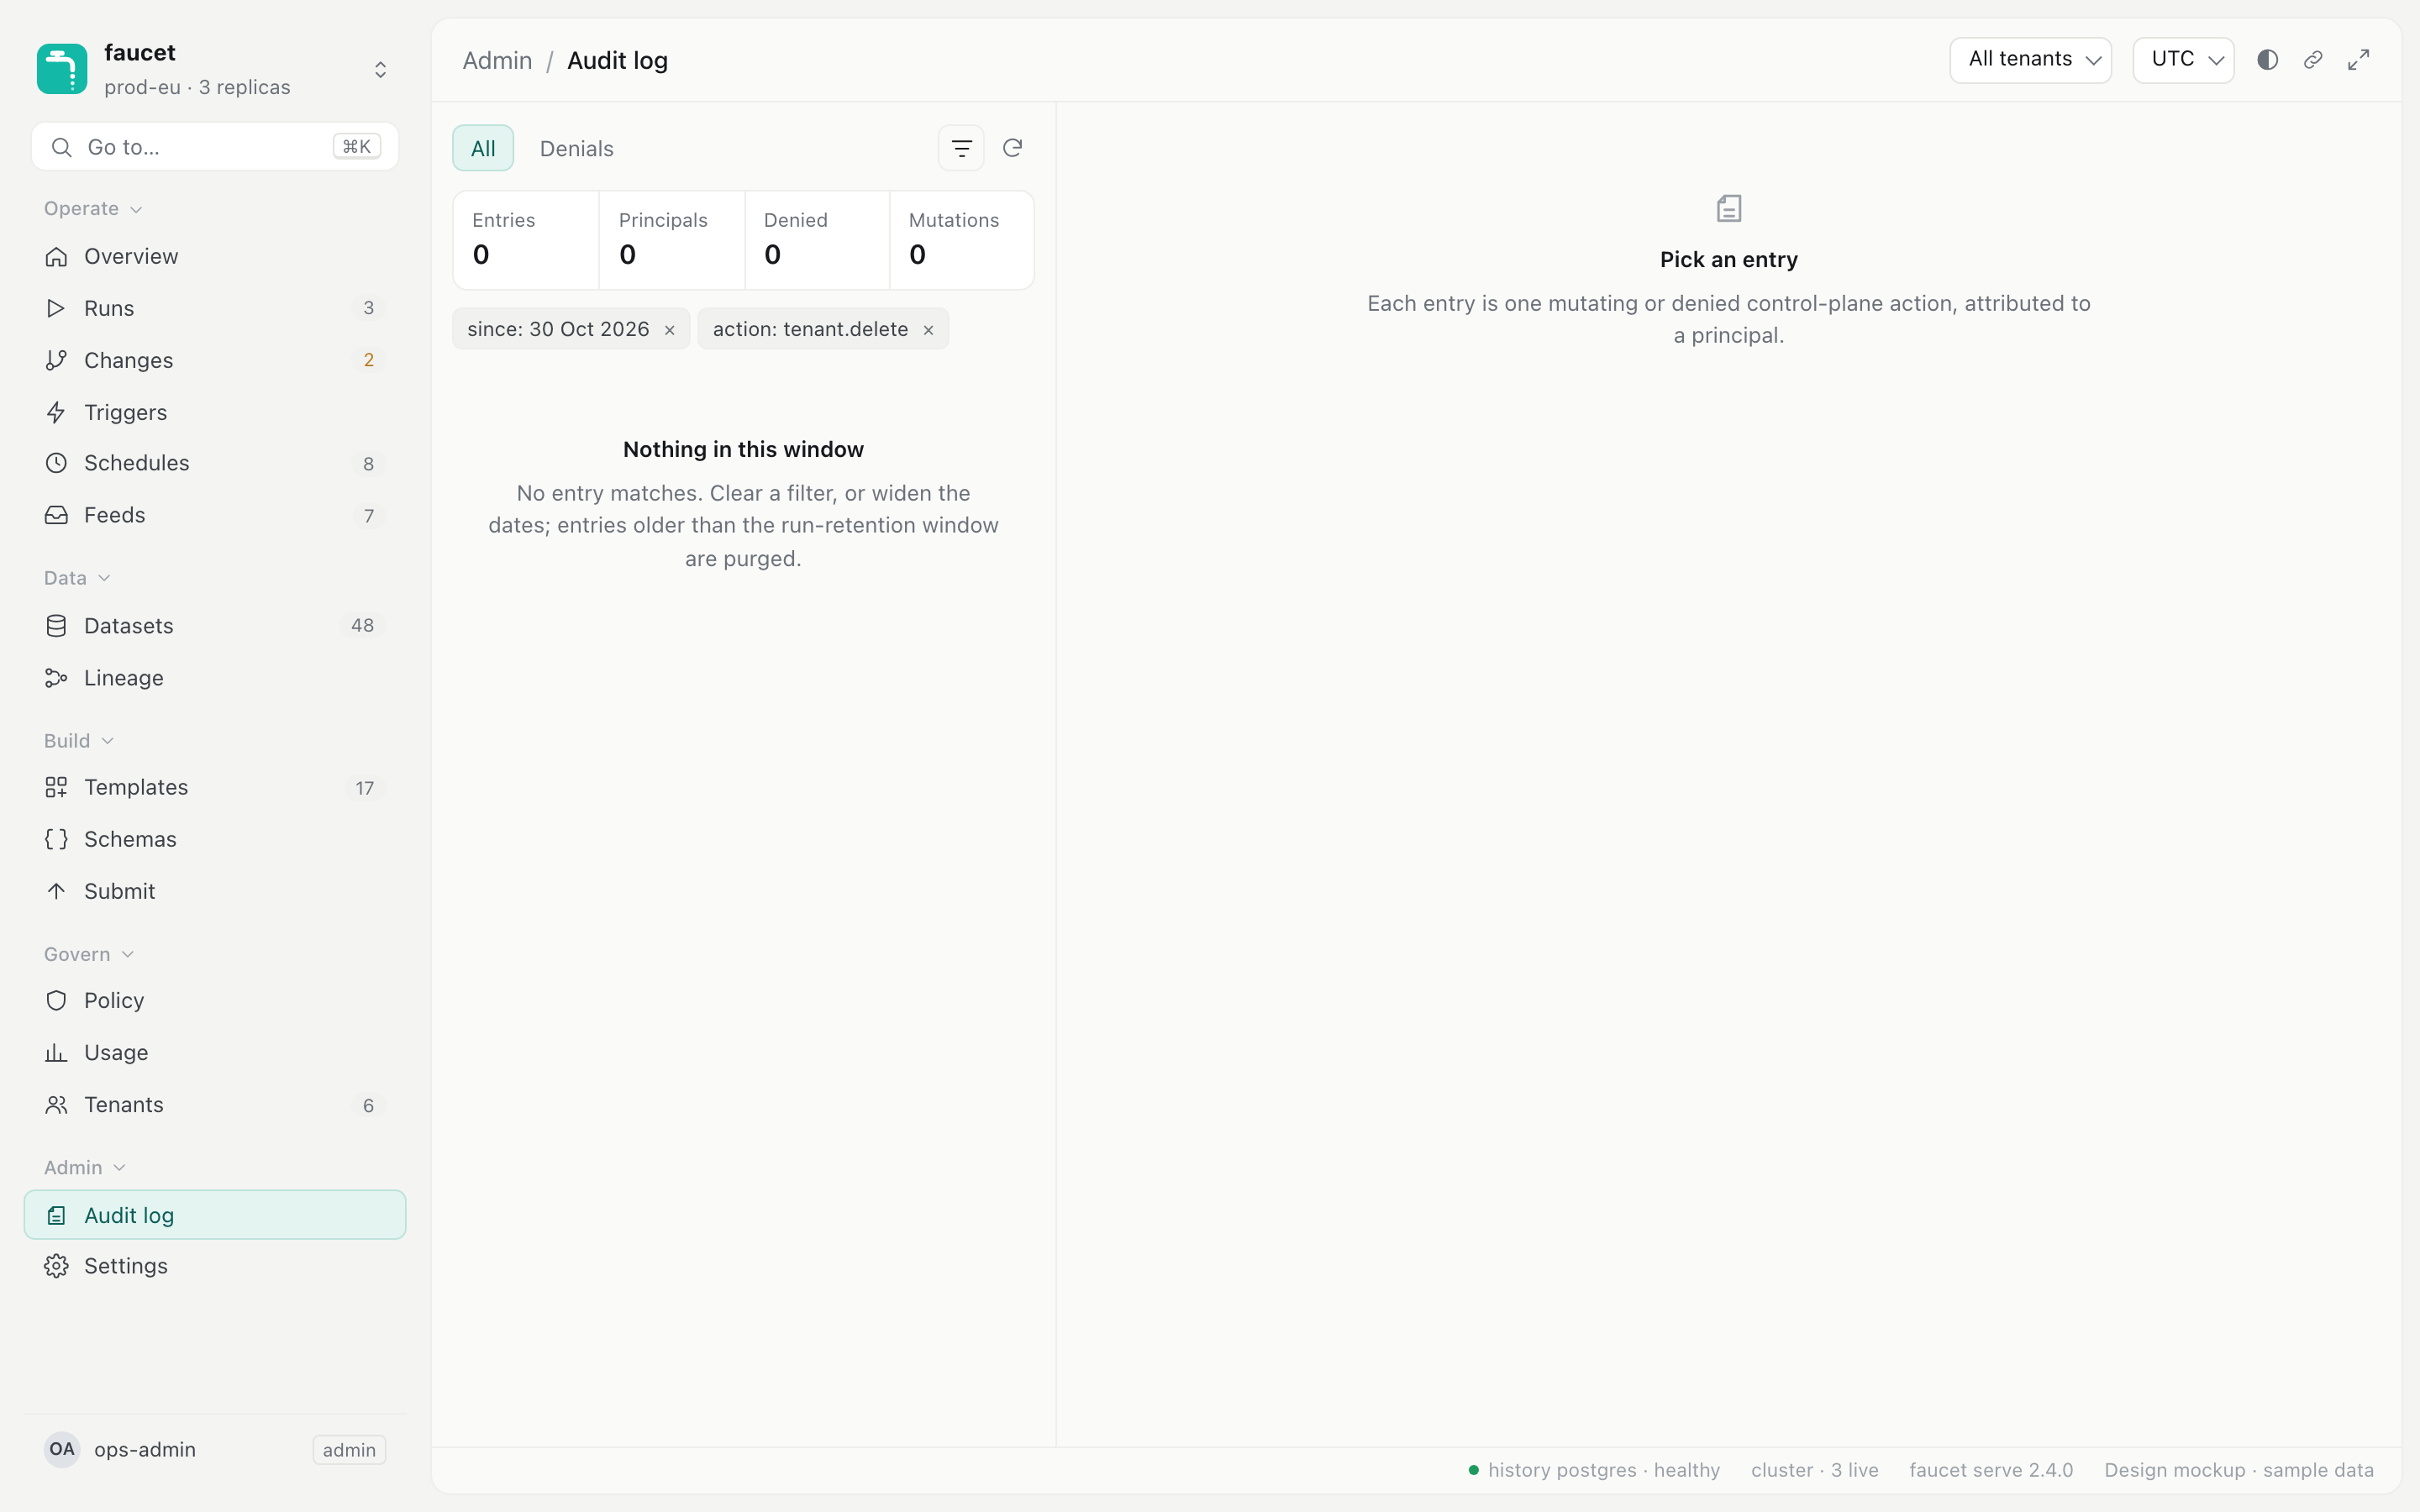 faucet
prod-eu · 3 replicas
Go to...
⌘K
Operate
Overview
Runs 3
Changes 2
Triggers
Schedules 8
Feeds 7
Data
Datasets 48
Lineage
Build
Templates 17
Schemas
Submit
Govern
Policy
Usage
Tenants 6
Admin
Audit log
Settings
OA ops-admin admin
Admin / Audit log
All tenants
UTC
All
Denials
Entries Principals Denied Mutations
0 0 0 0
since: 30 Oct 2026 ×
action: tenant.delete ×
Nothing in this window
No entry matches. Clear a filter, or widen the
dates; entries older than the run-retention window
are purged.
Pick an entry
Each entry is one mutating or denied control-plane action, attributed to
a principal.
history postgres · healthy
cluster · 3 live
faucet serve 2.4.0
Design mockup · sample data